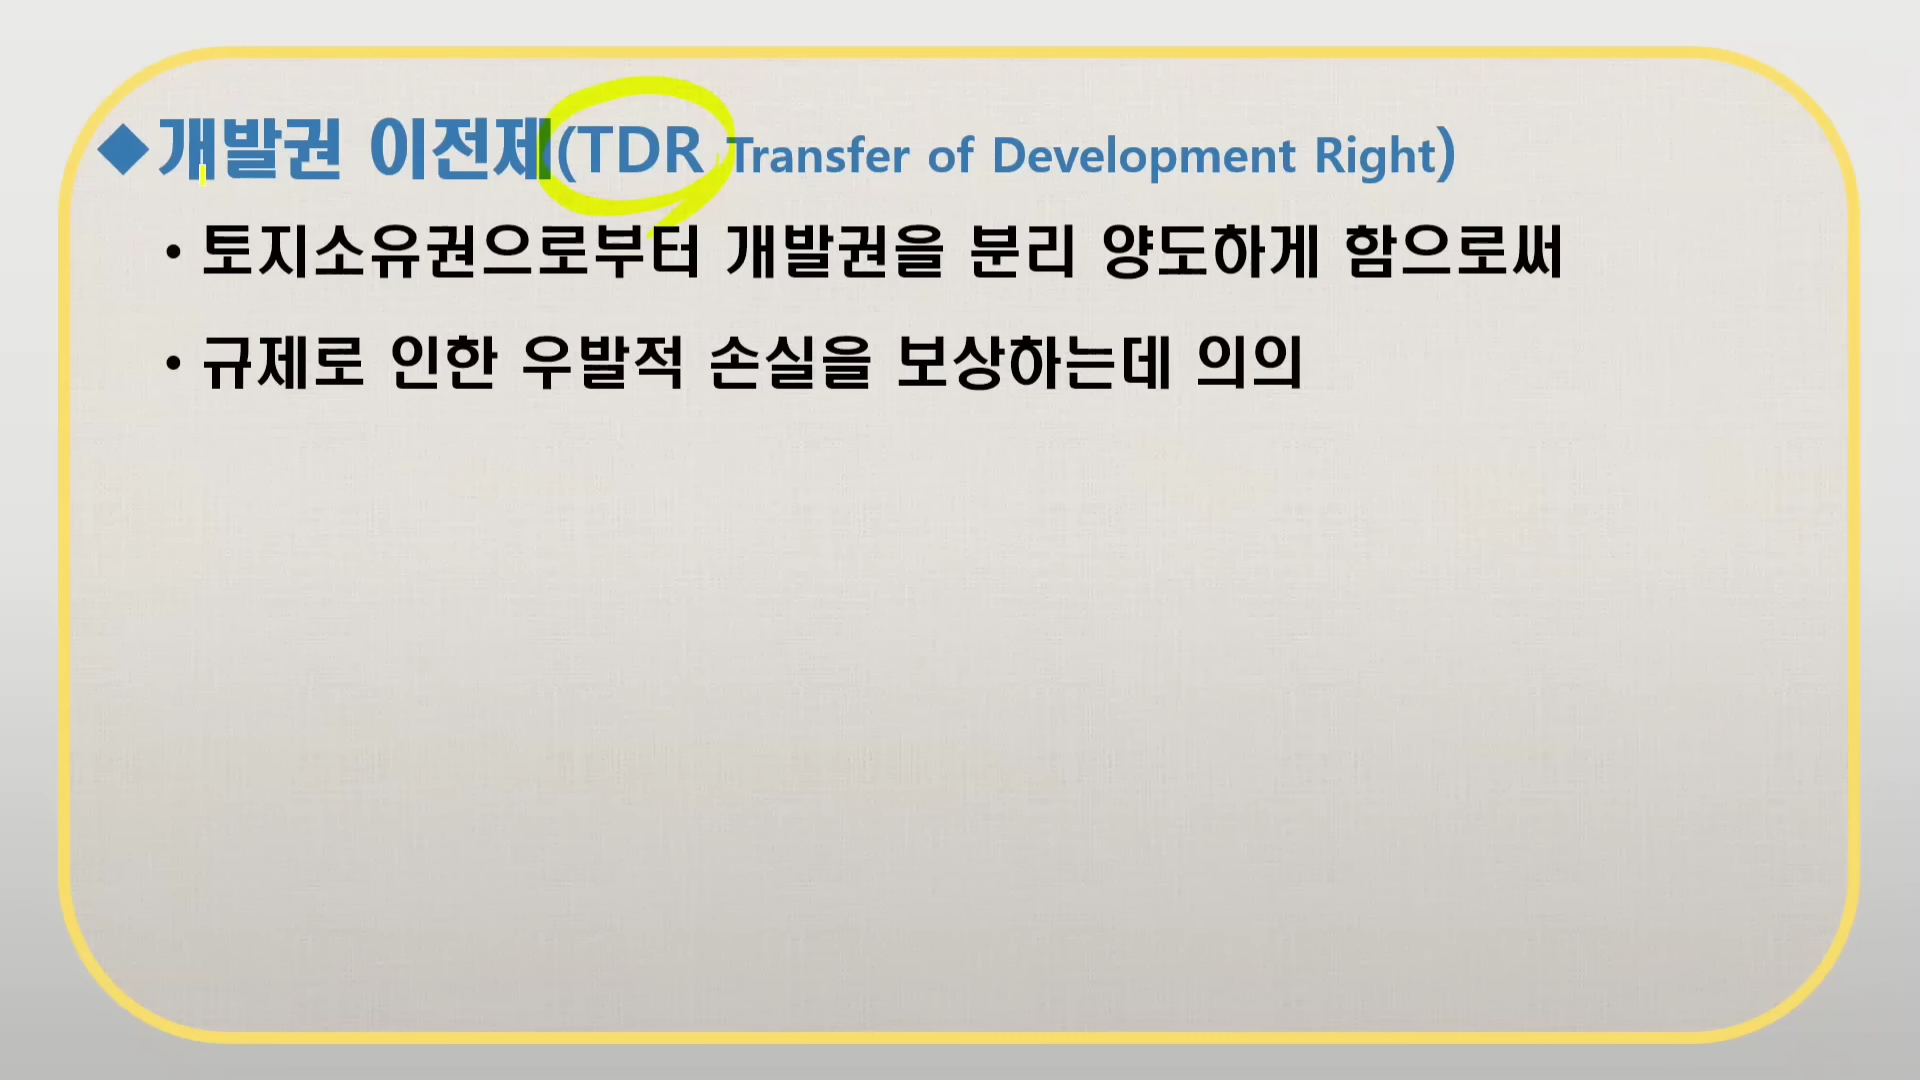 ◆개발권 이전제(TDR Transfer of Development Right)
• 토지소유권으로부터 개발권을 분리 양도하게 함으로써
• 규제로 인한 우발적 손실을 보상하는데 의의